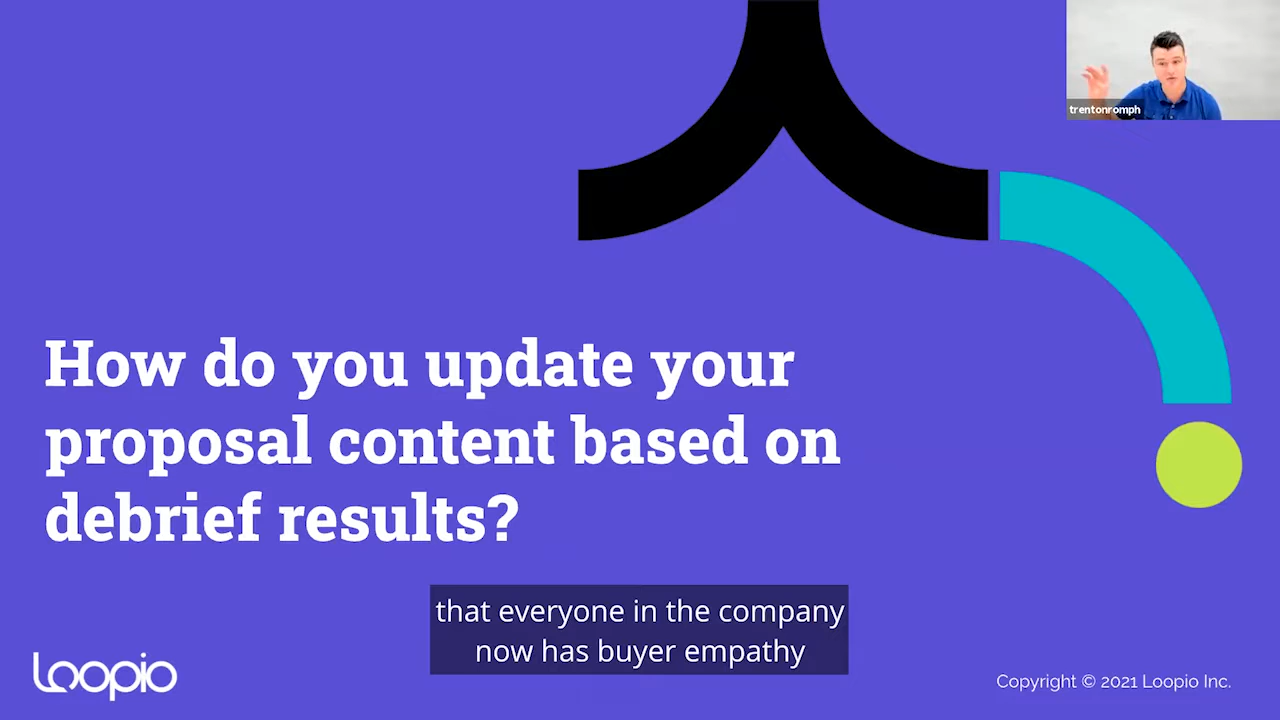 trentonromph
How do you update your
proposal content based on
debrief results?
that everyone in the company
now has buyer empathy
Loopio
Copyright © 2021 Loopio Inc.